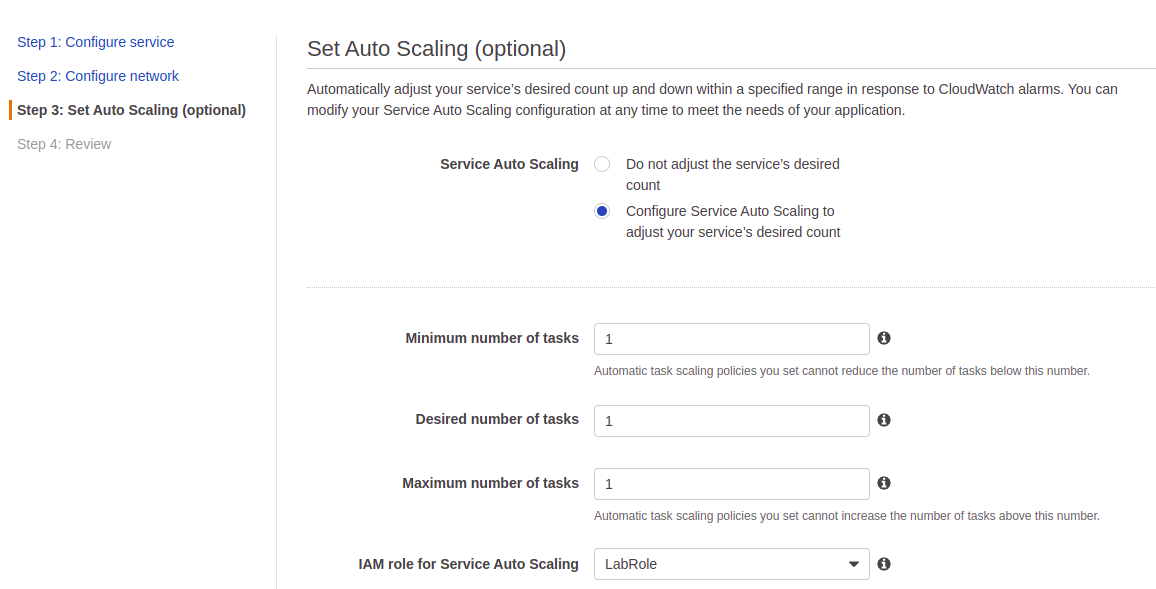 Step 1: Configure service
Step 2: Configure network
Step 3: Set Auto Scaling (optional)
Step 4: Review
Set Auto Scaling (optional)
Automatically adjust your service’s desired count up and down within a specified range in response to CloudWatch alarms. You can
modify your Service Auto Scaling configuration at any time to meet the needs of your application.
Service Auto Scaling
Do not adjust the service’s desired
count
Configure Service Auto Scaling to
adjust your service’s desired count
Minimum number of tasks
1
Automatic task scaling policies you set cannot reduce the number of tasks below this number.
Desired number of tasks
1
Maximum number of tasks
1
Automatic task scaling policies you set cannot increase the number of tasks above this number.
IAM role for Service Auto Scaling
LabRole